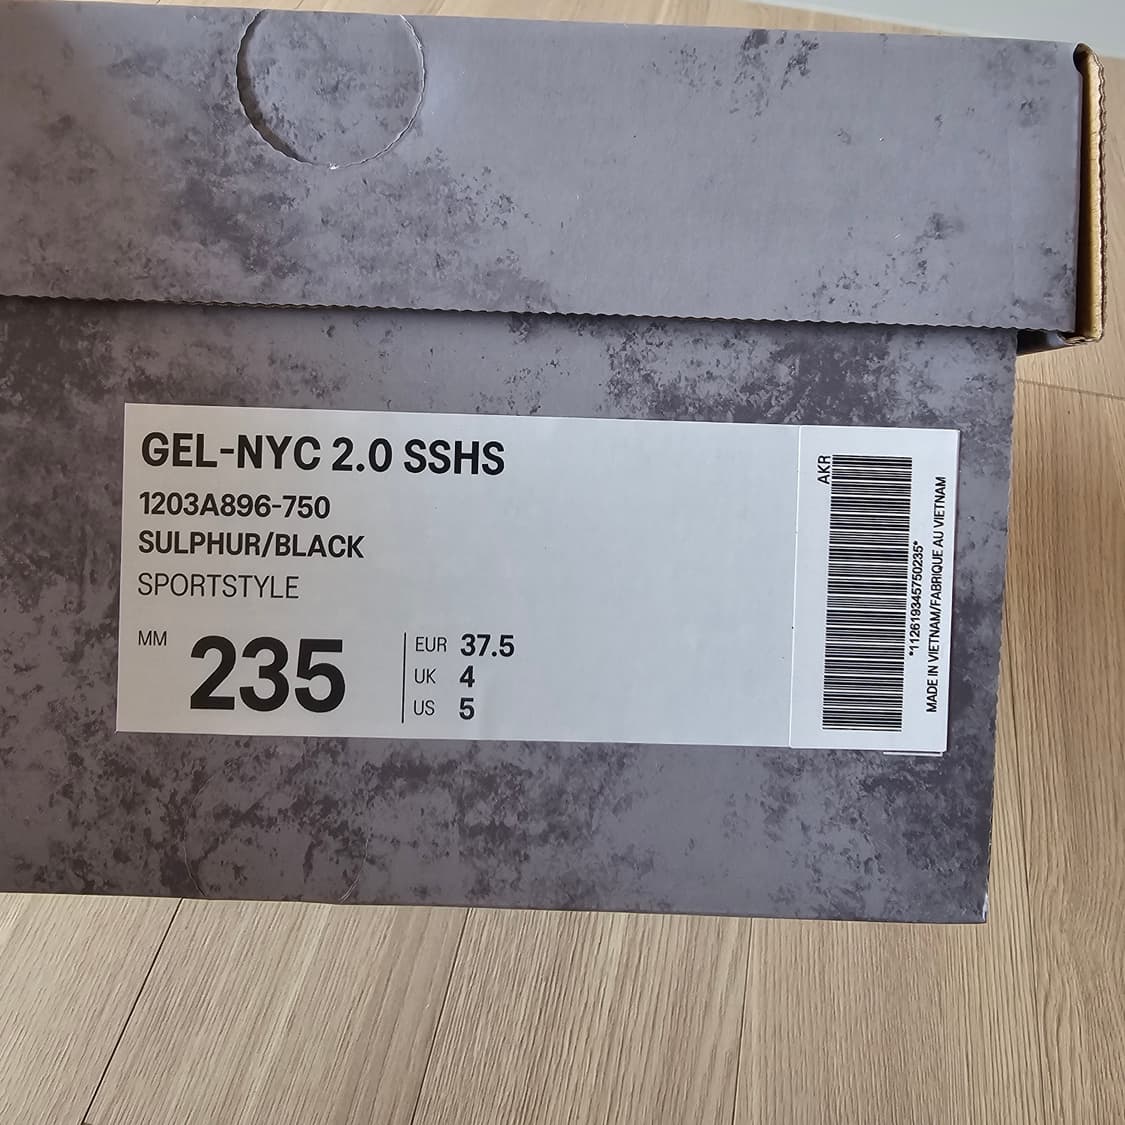 GEL-NYC 2.0 SSHS
1203A896-750
SULPHUR/BLACK
SPORTSTYLE
MM 235
EUR 37.5
UK 4
US 5
AKR
*112619345750235*
MADE IN VIETNAM/FABRIQUE AU VIETNAM